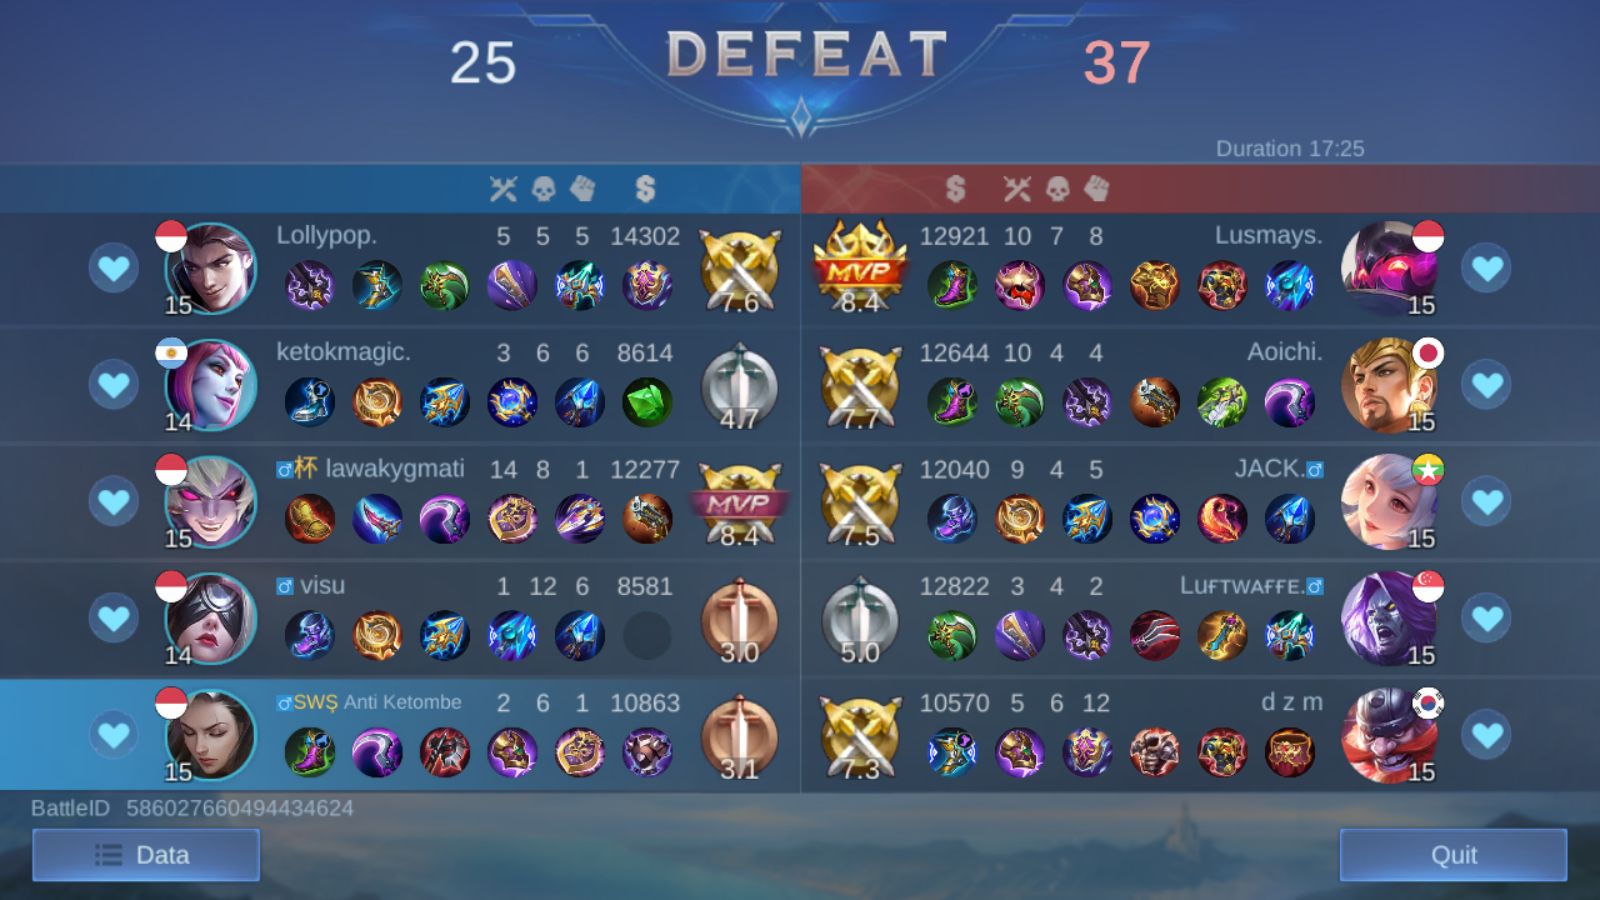 25 DEFEAT 37
Duration 17:25
Lollypop. 5 5 5 14302
15 7.6
MVP 12921 10 7 8 Lusmays.
8.4 15
ketokmagic. 3 6 6 8614
14 4.7
12644 10 4 4 Aoichi.
7.7 15
杯 lawakygmati 14 8 1 12277 MVP
15 8.4
12040 9 4 5 JACK.
7.5 15
visu 1 12 6 8581
14 3.0
12822 3 4 2 Luftwaffe.
5.0 15
SWŞ Anti Ketombe 2 6 1 10863
15 3.1
10570 5 6 12 d z m
7.3 15
BattleID 586027660494434624
Data
Quit